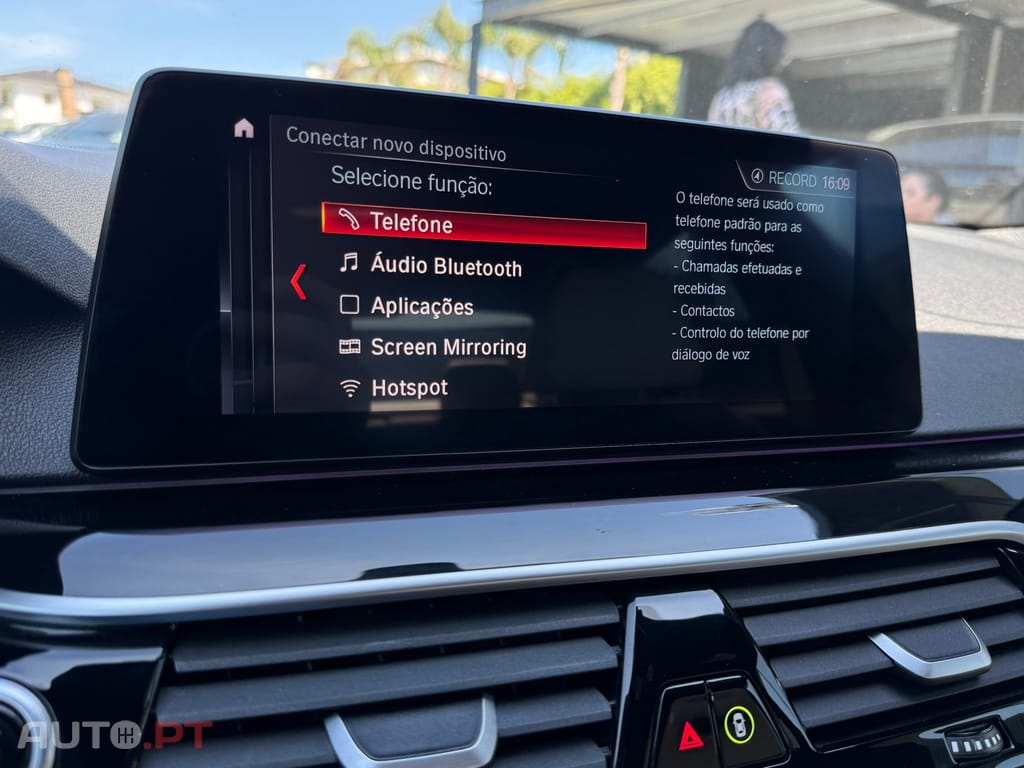 Conectar novo dispositivo
RECORD 16:09
Selecione função:
Telefone
Áudio Bluetooth
Aplicações
Screen Mirroring
Hotspot
O telefone será usado como
telefone padrão para as
seguintes funções:
- Chamadas efetuadas e
recebidas
- Contactos
- Controlo do telefone por
diálogo de voz
AUTO.PT